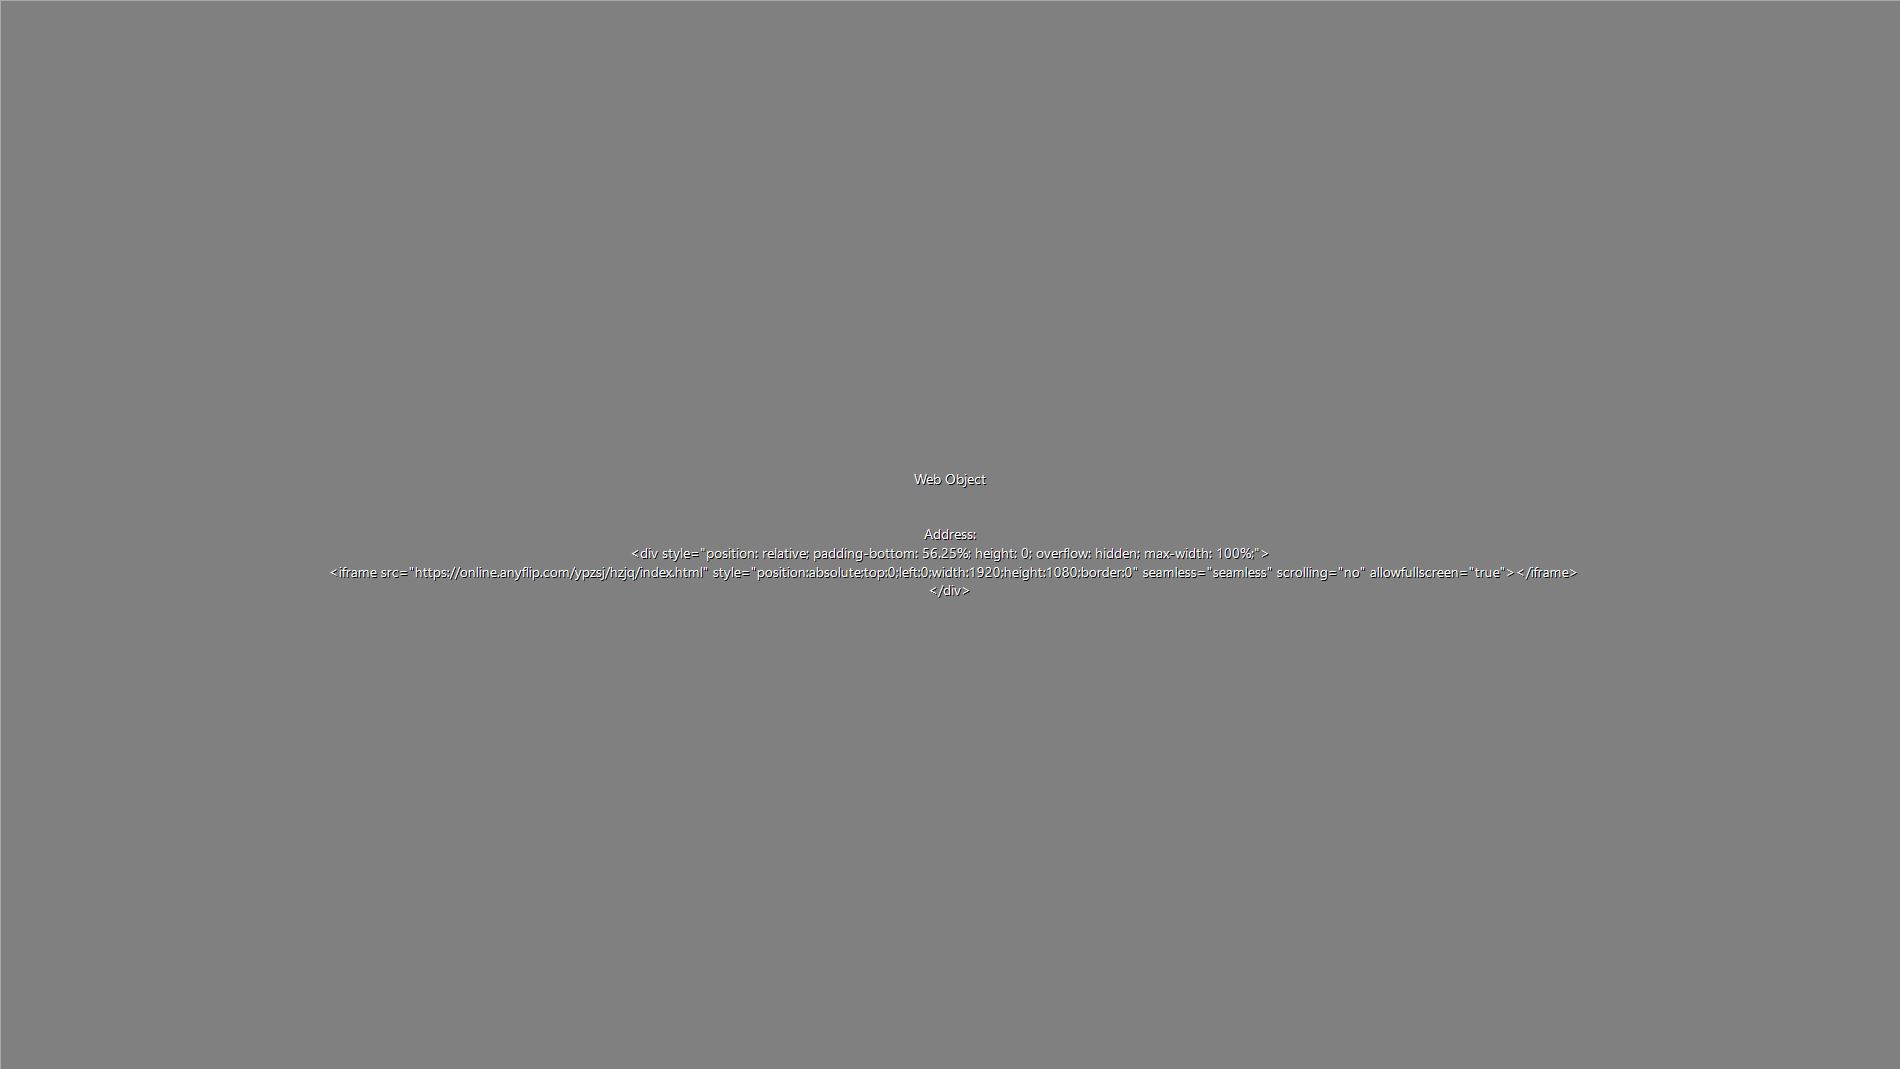 Web Object
Address:
<div style="position: relative; padding-bottom: 56.25%; height: 0; overflow: hidden; max-width: 100%;">
<iframe src="https://online.anyflip.com/ypzsj/hzjq/index.html" style="position:absolute;top:0;left:0;width:1920;height:1080;border:0" seamless="seamless" scrolling="no" allowfullscreen="true"></iframe>
</div>